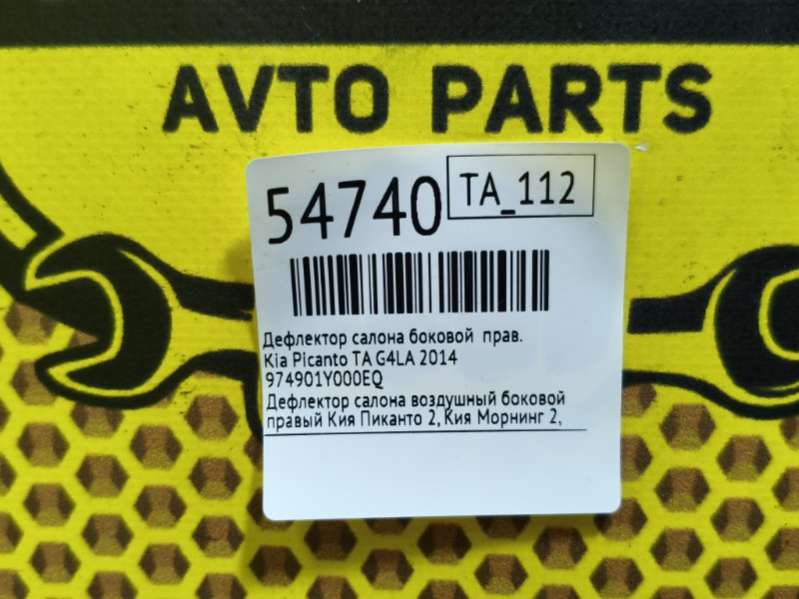 AVTO PARTS
54740
TA_112
Дефлектор салона боковой прав.
Kia Picanto TA G4LA 2014
974901Y000EQ
Дефлектор салона воздушный боковой
правый Кия Пиканто 2, Кия Морнинг 2,